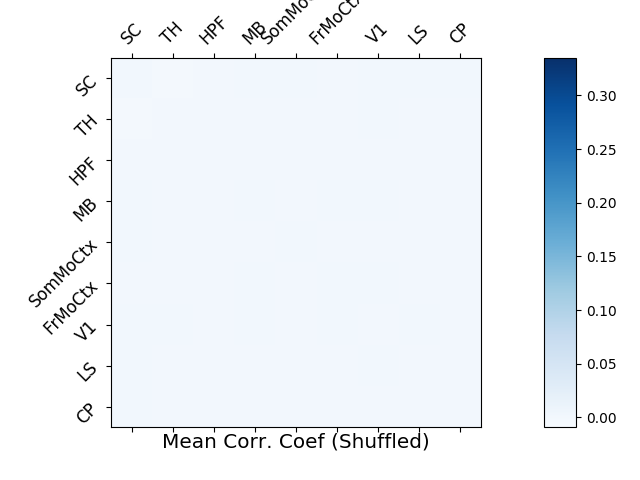 SC TH HPF MB SomMoC FrMoCtx V1 LS CP
SC
TH
HPF
MB
SomMoCtx
FrMoCtx
V1
LS
CP
0.30
0.25
0.20
0.15
0.10
0.05
0.00
Mean Corr. Coef (Shuffled)